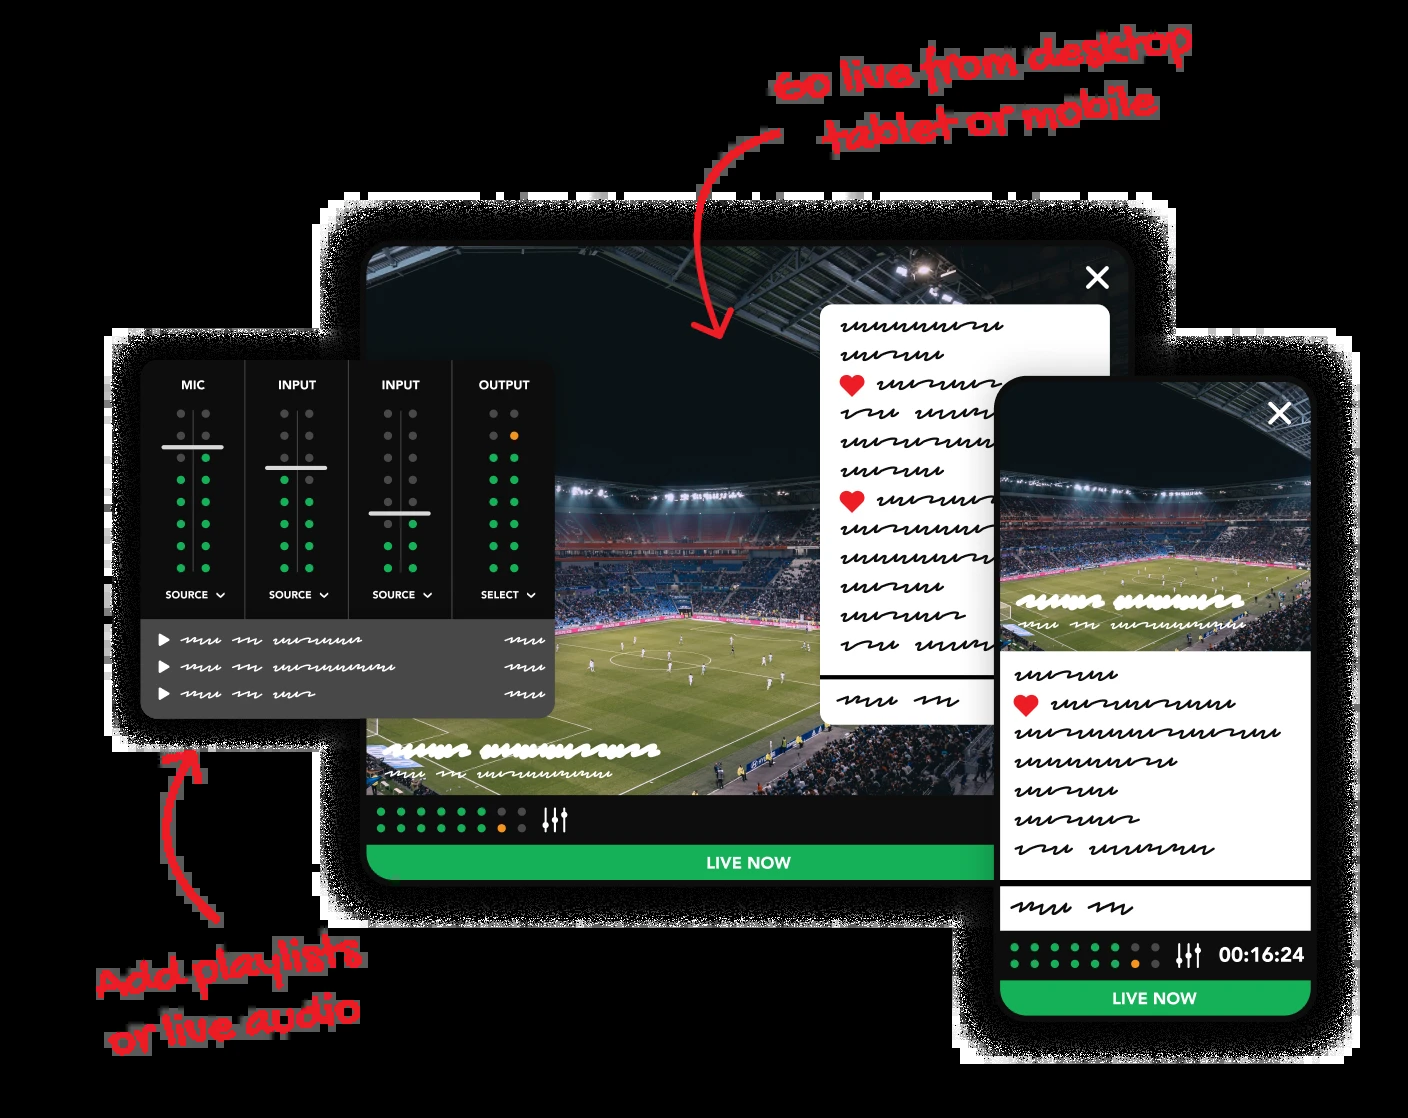 Go live from desktop
tablet or mobile
MIC
INPUT
INPUT
OUTPUT
SOURCE
SOURCE
SOURCE
SELECT
LIVE NOW
00:16:24
LIVE NOW
Add playlists
or live audio